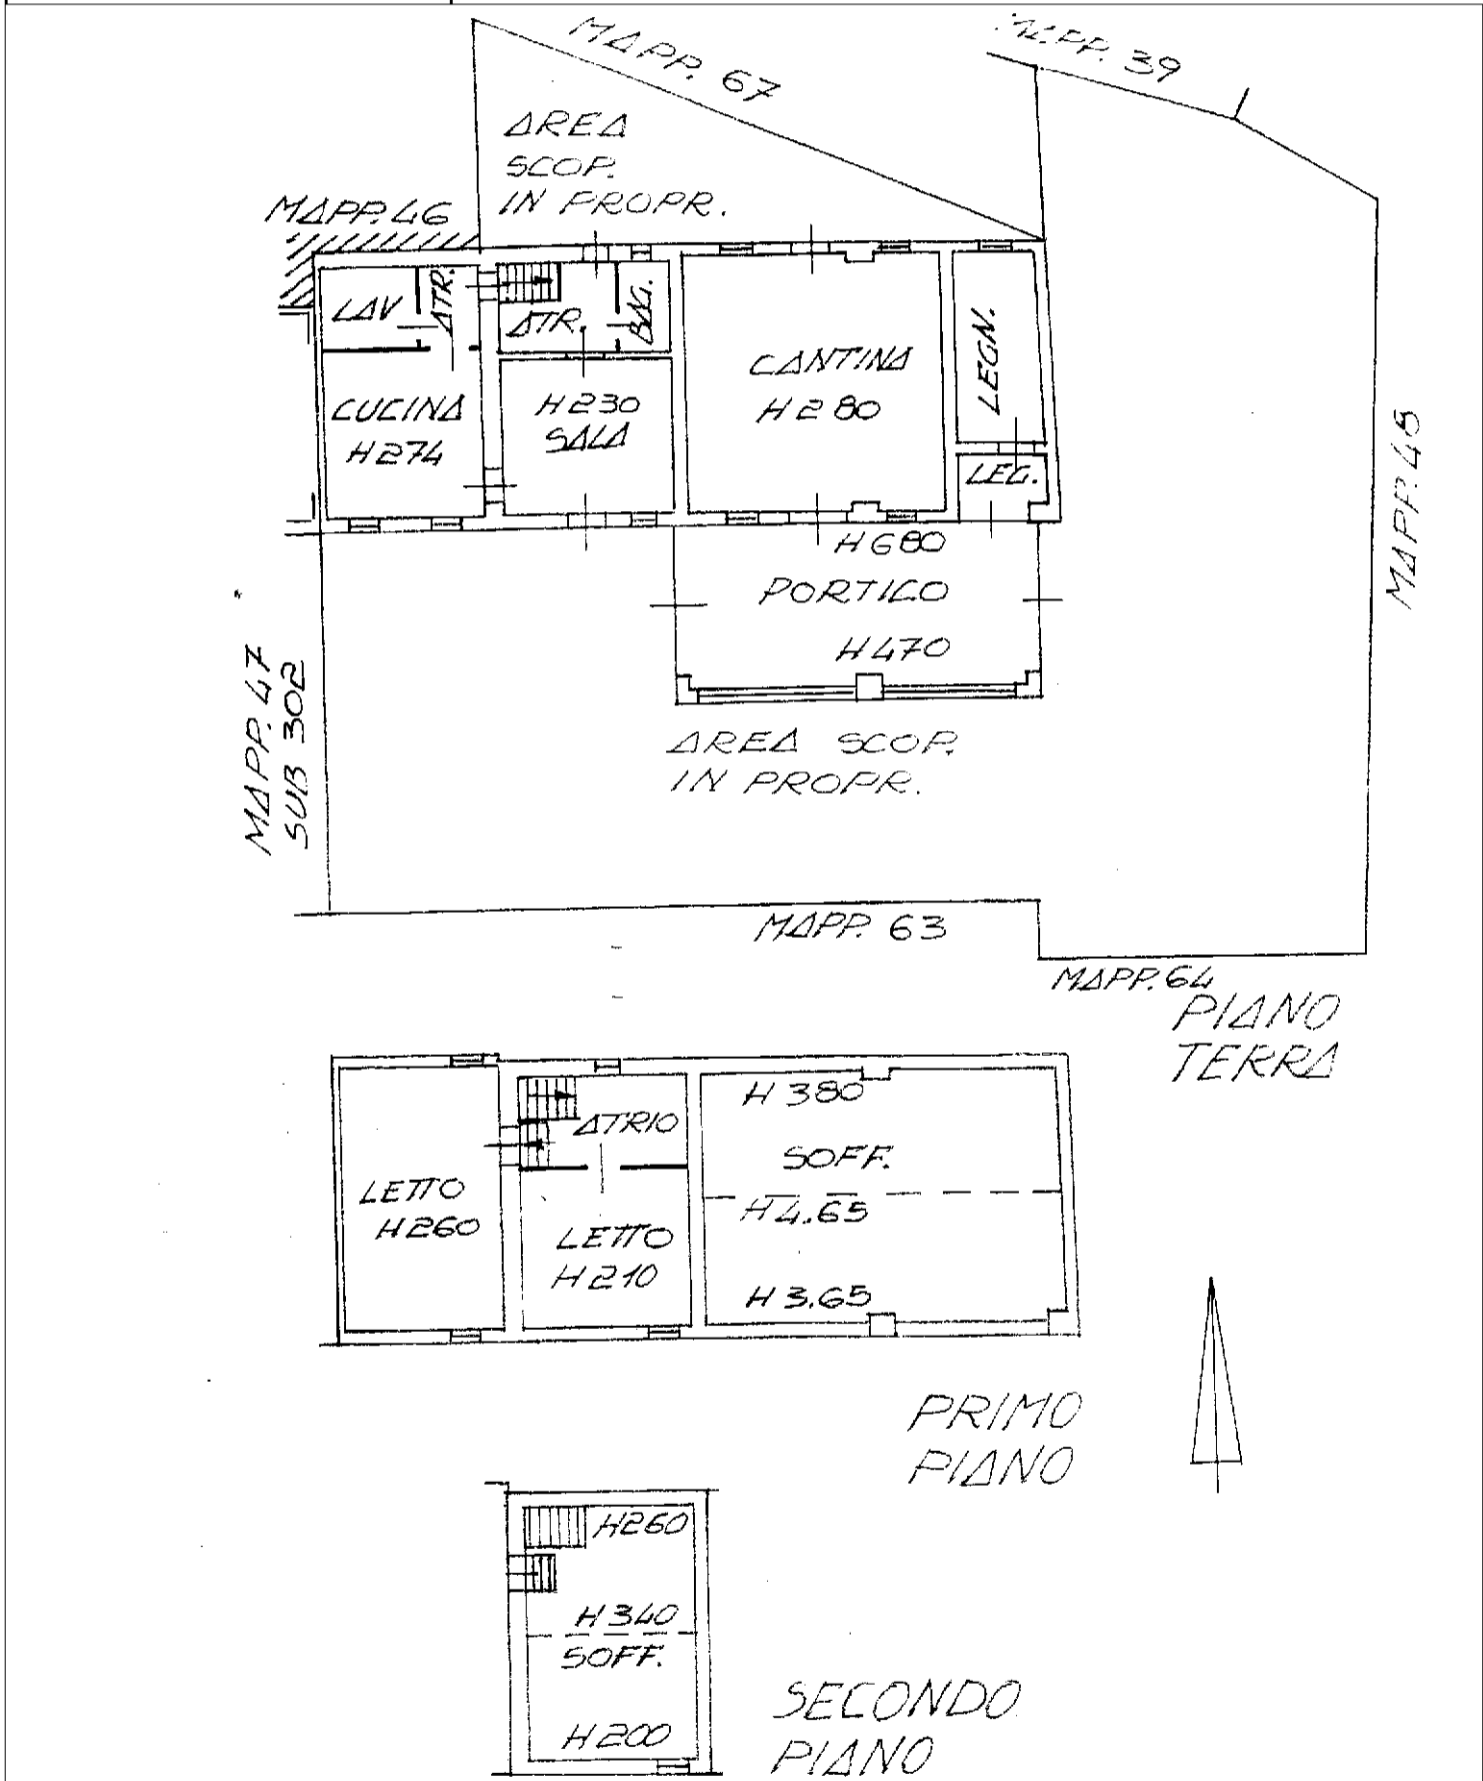 MAPP. 67
MAPP. 39
AREA
SCOP.
IN PROPR.
MAPP. 46
LAV
ATR.
ATR.
BAG.
CUCINA
H 274
H 230
SALA
CANTINA
H 280
LEGN.
LEG.
H 680
PORTICO
H 470
MAPP. 48
MAPP. 47
SUB 302
AREA SCOP.
IN PROPR.
MAPP. 63
MAPP. 64
PIANO
TERRA
H 380
ATRIO
SOFF.
LETTO
H 260
H 4.65
LETTO
H 210
H 3.65
PRIMO
PIANO
H 260
H 340
SOFF.
H 200
SECONDO
PIANO